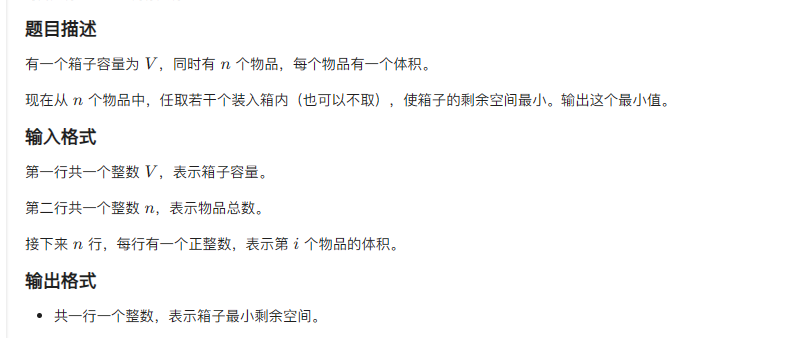 题目描述
有一个箱子容量为 V，同时有 n 个物品，每个物品有一个体积。
现在从 n 个物品中，任取若干个装入箱内（也可以不取），使箱子的剩余空间最小。输出这个最小值。
输入格式
第一行共一个整数 V，表示箱子容量。
第二行共一个整数 n，表示物品总数。
接下来 n 行，每行有一个正整数，表示第 i 个物品的体积。
输出格式
• 共一行一个整数，表示箱子最小剩余空间。